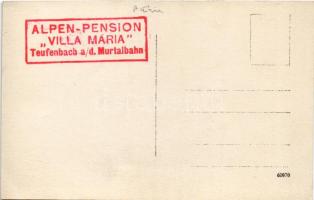 ALPEN-PENSION
„VILLA MARIA"
Teufenbach a/d. Murtalbahn
60970